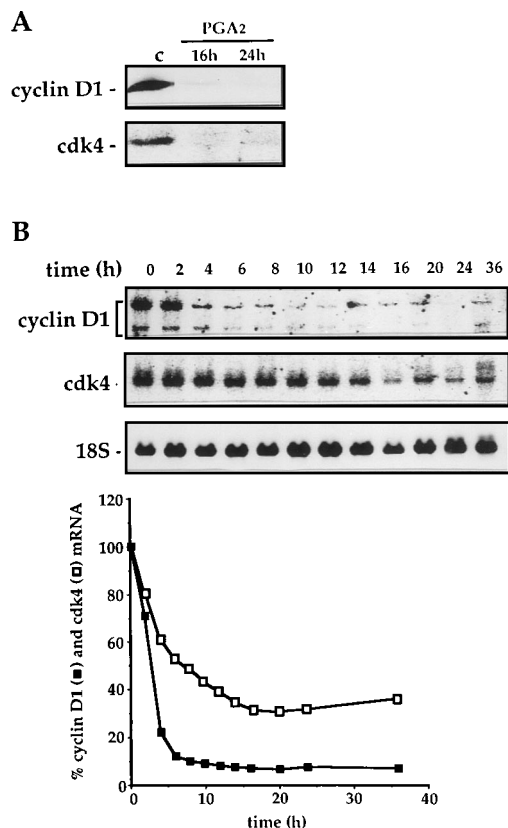 A
PGA2
c 16h 24h
cyclin D1 -
cdk4 -
B
time (h) 0 2 4 6 8 10 12 14 16 20 24 36
cyclin D1
cdk4 -
18S -
% cyclin D1 (■) and cdk4 (□) mRNA
120
100
80
60
40
20
0
0 10 20 30 40
time (h)